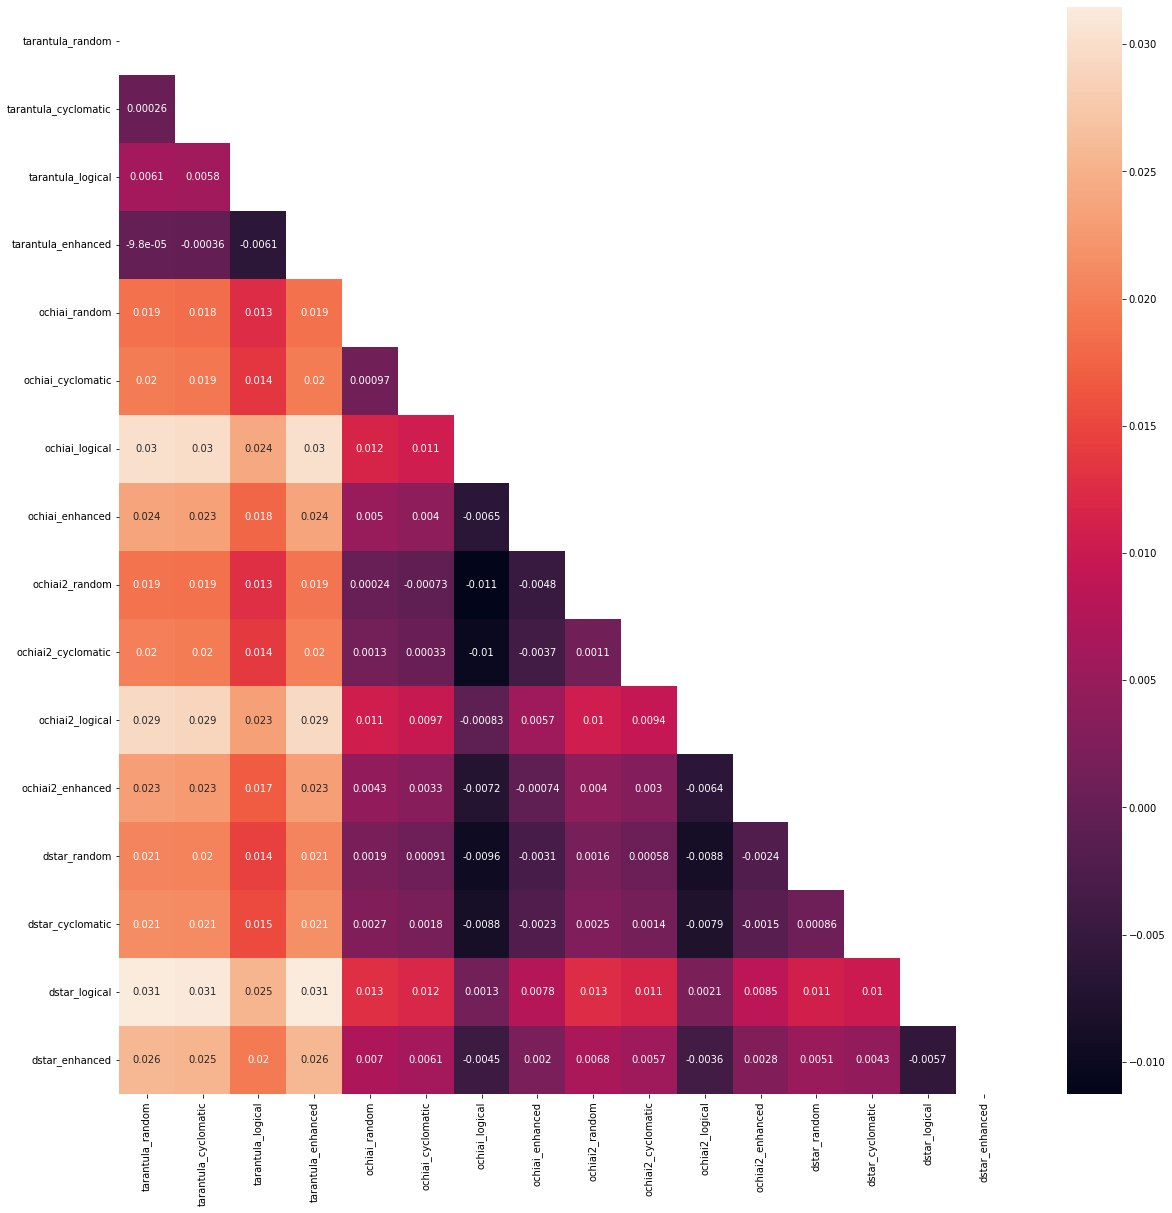 tarantula_random
tarantula_cyclomatic 0.00026
tarantula_logical 0.0061 0.0058
tarantula_enhanced -9.8e-05 -0.00036 -0.0061
ochiai_random 0.019 0.018 0.013 0.019
ochiai_cyclomatic 0.02 0.019 0.014 0.02 0.00097
ochiai_logical 0.03 0.03 0.024 0.03 0.012 0.011
ochiai_enhanced 0.024 0.023 0.018 0.024 0.005 0.004 -0.0065
ochiai2_random 0.019 0.019 0.013 0.019 0.00024 -0.00073 -0.011 -0.0048
ochiai2_cyclomatic 0.02 0.02 0.014 0.02 0.0013 0.00033 -0.01 -0.0037 0.0011
ochiai2_logical 0.029 0.029 0.023 0.029 0.011 0.0097 -0.00083 0.0057 0.01 0.0094
ochiai2_enhanced 0.023 0.023 0.017 0.023 0.0043 0.0033 -0.0072 -0.00074 0.004 0.003 -0.0064
dstar_random 0.021 0.02 0.014 0.021 0.0019 0.00091 -0.0096 -0.0031 0.0016 0.00058 -0.0088 -0.0024
dstar_cyclomatic 0.021 0.021 0.015 0.021 0.0027 0.0018 -0.0088 -0.0023 0.0025 0.0014 -0.0079 -0.0015 0.00086
dstar_logical 0.031 0.031 0.025 0.031 0.013 0.012 0.0013 0.0078 0.013 0.011 0.0021 0.0085 0.011 0.01
dstar_enhanced 0.026 0.025 0.02 0.026 0.007 0.0061 -0.0045 0.002 0.0068 0.0057 -0.0036 0.0028 0.0051 0.0043 -0.0057
tarantula_random
tarantula_cyclomatic
tarantula_logical
tarantula_enhanced
ochiai_random
ochiai_cyclomatic
ochiai_logical
ochiai_enhanced
ochiai2_random
ochiai2_cyclomatic
ochiai2_logical
ochiai2_enhanced
dstar_random
dstar_cyclomatic
dstar_logical
dstar_enhanced
0.030
0.025
0.020
0.015
0.010
0.005
0.000
−0.005
−0.010